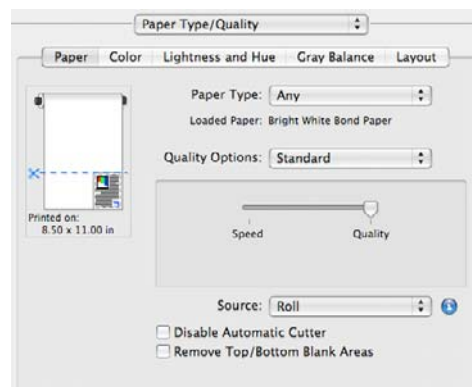 Paper Type/Quality
Paper Color Lightness and Hue Gray Balance Layout
Paper Type: Any
Loaded Paper: Bright White Bond Paper
Quality Options: Standard
Printed on:
8.50 x 11.00 in
Speed Quality
Source: Roll
Disable Automatic Cutter
Remove Top/Bottom Blank Areas